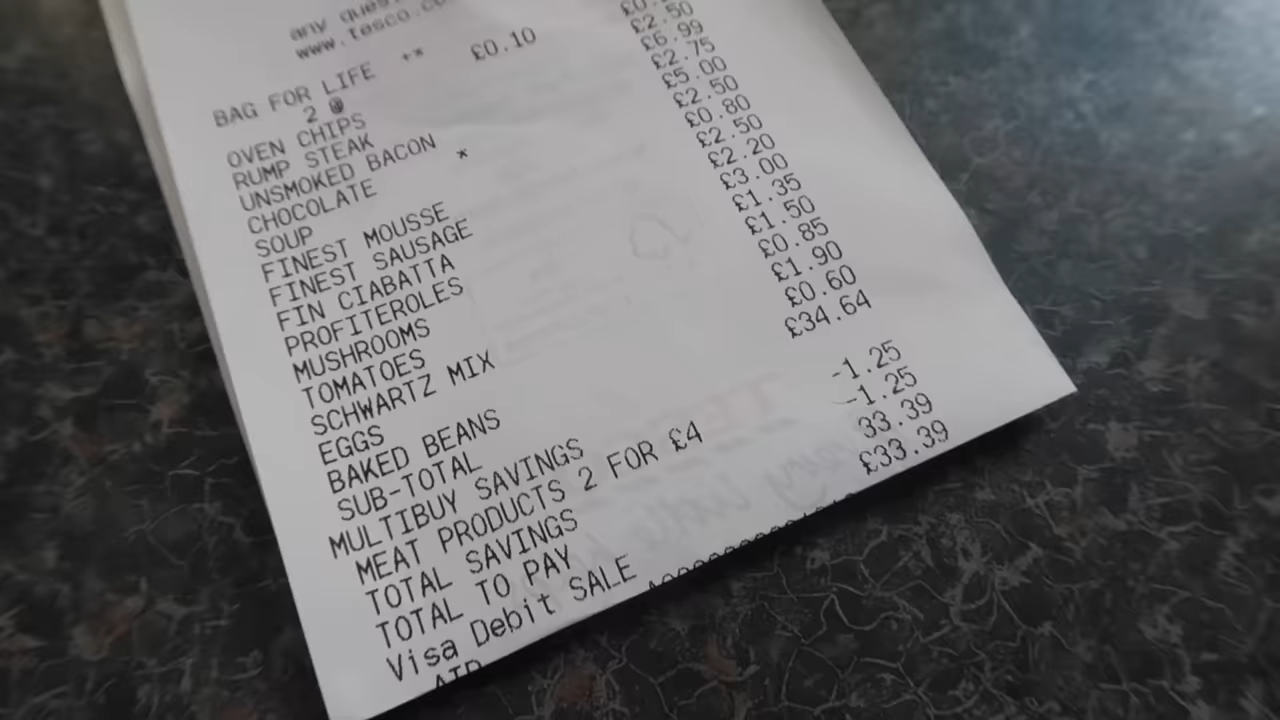 any
www.tesco.co
BAG FOR LIFE +*
2 @ £0.10
OVEN CHIPS £2.50
RUMP STEAK £6.99
UNSMOKED BACON £2.75
CHOCOLATE * £5.00
SOUP £2.50
FINEST MOUSSE £0.80
FINEST SAUSAGE £2.50
FIN CIABATTA £2.20
PROFITEROLES £3.00
MUSHROOMS £1.35
TOMATOES £1.50
SCHWARTZ MIX £0.85
EGGS £1.90
BAKED BEANS £0.60
SUB-TOTAL £34.64
MULTIBUY SAVINGS
MEAT PRODUCTS 2 FOR £4 -1.25
TOTAL SAVINGS -1.25
TOTAL TO PAY 33.39
Visa Debit SALE £33.39